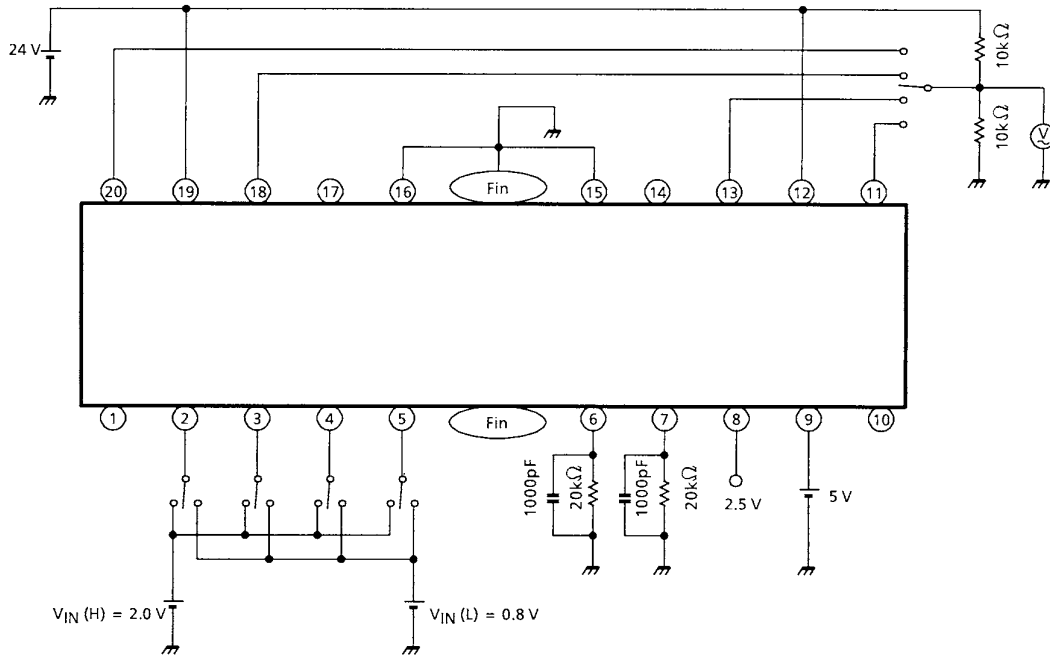 24 V
10kΩ
10kΩ
V
20 19 18 17 16 Fin 15 14 13 12 11
1 2 3 4 5 Fin 6 7 8 9 10
1000pF
20kΩ
1000pF
20kΩ
2.5 V
5 V
VIN (H) = 2.0 V
VIN (L) = 0.8 V